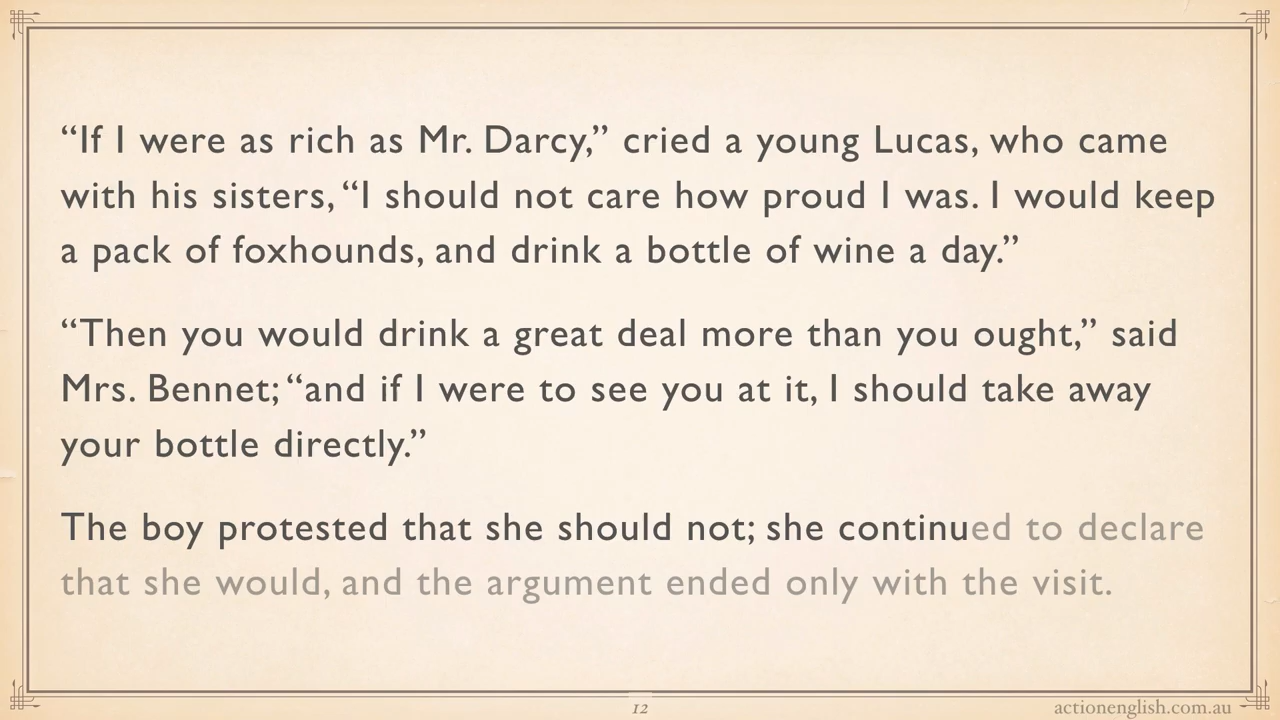 “If I were as rich as Mr. Darcy,” cried a young Lucas, who came
with his sisters, “I should not care how proud I was. I would keep
a pack of foxhounds, and drink a bottle of wine a day.”
“Then you would drink a great deal more than you ought,” said
Mrs. Bennet; “and if I were to see you at it, I should take away
your bottle directly.”
The boy protested that she should not; she continued to declare
that she would, and the argument ended only with the visit.
12
actionenglish.com.au